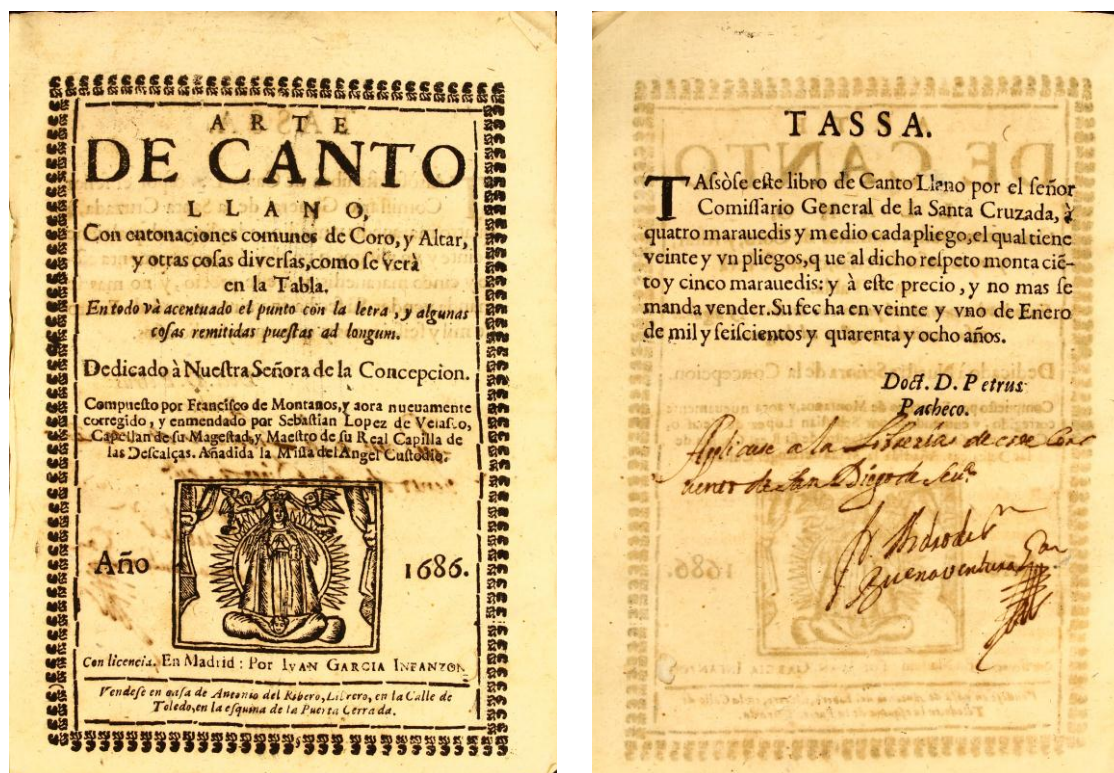 ARTE
DE CANTO
LLANO,
Con entonaciones comunes de Coro, y Altar,
y otras cosas diversas, como se verà
en la Tabla.
En todo và acentuado el punto con la letra, y algunas
cosas remitidas puestas ad longum.
Dedicado à Nuestra Señora de la Concepcion.
Compuesto por Francisco de Montanos, y aora nueuamente
corregido, y enmendado por Sebastian Lopez de Velasco,
Capellan de su Magestad, y Maestro de su Real Capilla de
las Descalças. Añadida la Missa del Angel Custodio.
Año 1686.
Con licencia. En Madrid: Por IVAN GARCIA INFANZON
Vendese en casa de Antonio del Ribero, Librero, en la Calle de
Toledo, en la esquina de la Puerta Cerrada.
TASSA.
TAssòse este libro de Canto Llano por el señor
Comissario General de la Santa Cruzada, à
quatro marauedis y medio cada pliego, el qual tiene
veinte y vn pliegos, que al dicho respeto monta ciẽ-
to y cinco marauedis: y à este precio, y no mas se
manda vender. Su fecha en veinte y vno de Enero
de mil y seiscientos y quarenta y ocho años.
Doct. D. Petrus
Pacheco.
Aplicase a la Libreria de este Con
uento de San Diego de
Buenaventura